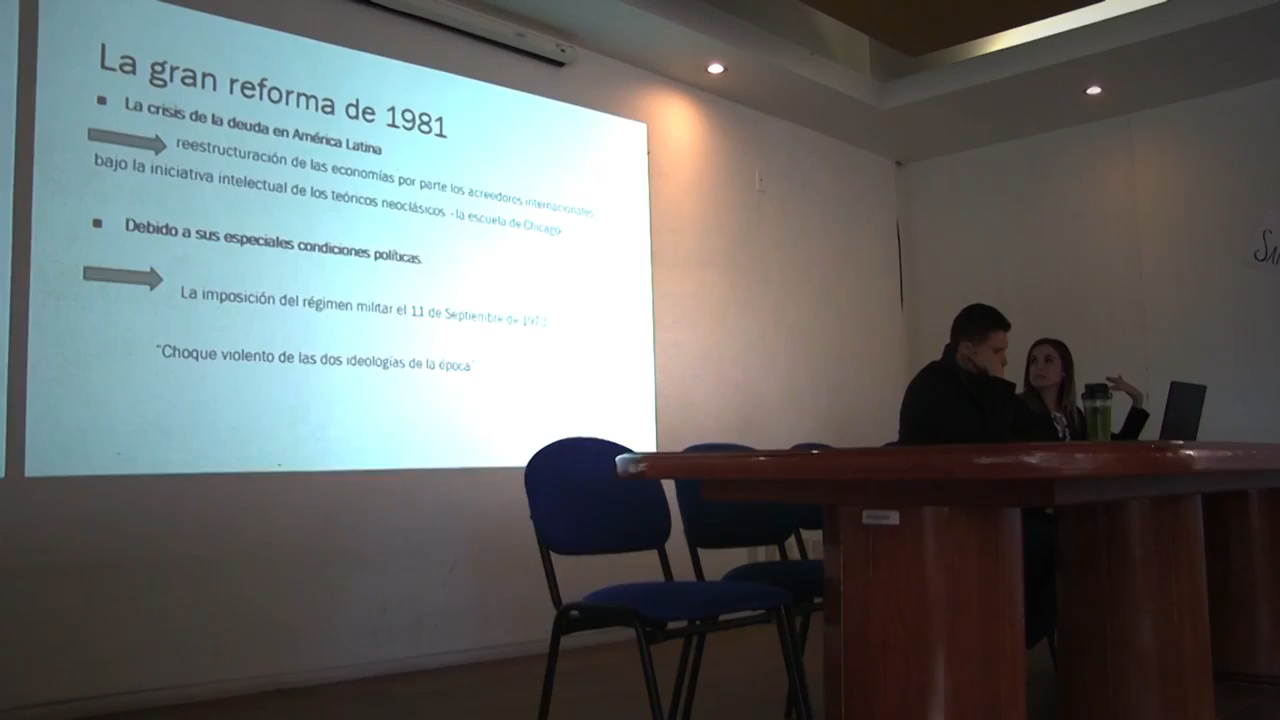 La gran reforma de 1981
La crisis de la deuda en América Latina
reestructuración de las economías por parte los acreedores internacionales
bajo la iniciativa intelectual de los teóricos neoclásicos - la escuela de Chicago
Debido a sus especiales condiciones políticas.
La imposición del régimen militar el 11 de Septiembre de 1973
"Choque violento de las dos ideologías de la época"